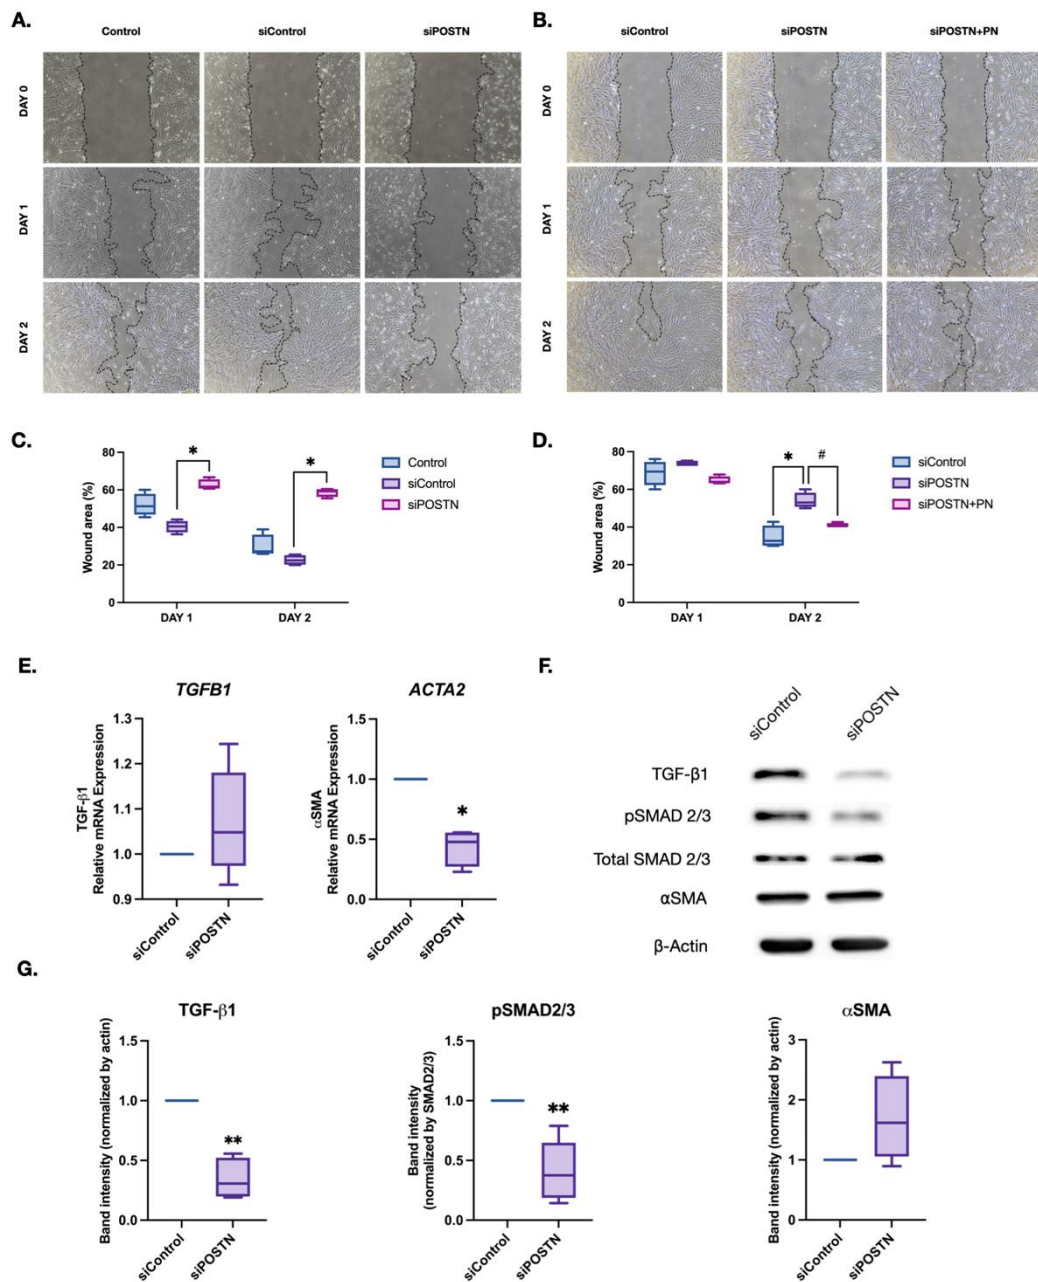 A.
Control siControl siPOSTN
DAY 0
DAY 1
DAY 2
B.
siControl siPOSTN siPOSTN+PN
DAY 0
DAY 1
DAY 2
C.
Wound area (%)
80
60
40
20
0
* *
DAY 1 DAY 2
Control
siControl
siPOSTN
D.
Wound area (%)
80
60
40
20
0
* #
DAY 1 DAY 2
siControl
siPOSTN
siPOSTN+PN
E.
TGFB1
TGF-β1
Relative mRNA Expression
1.3
1.2
1.1
1.0
0.9
siControl siPOSTN
ACTA2
αSMA
Relative mRNA Expression
1.5
1.0
0.5
0.0
*
siControl siPOSTN
F.
siControl siPOSTN
TGF-β1
pSMAD 2/3
Total SMAD 2/3
αSMA
β-Actin
G.
TGF-β1
Band intensity (normalized by actin)
1.5
1.0
0.5
0.0
**
siControl siPOSTN
pSMAD2/3
Band intensity
(normalized by SMAD2/3)
1.5
1.0
0.5
0.0
**
siControl siPOSTN
αSMA
Band intensity (normalized by actin)
3
2
1
0
siControl siPOSTN